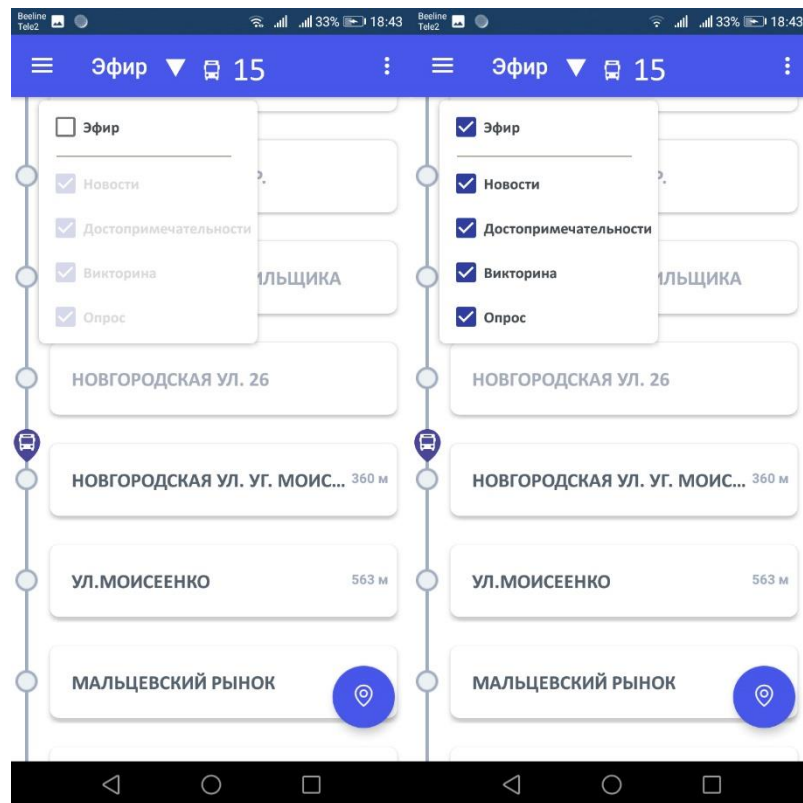 Beeline
Tele2
33% 18:43
Эфир 15
Эфир
Новости
Р.
Достопримечательности
Викторина
ИЛЬЩИКА
Опрос
НОВГОРОДСКАЯ УЛ. 26
НОВГОРОДСКАЯ УЛ. УГ. МОИС... 360 м
УЛ.МОИСЕЕНКО 563 м
МАЛЬЦЕВСКИЙ РЫНОК
Beeline
Tele2
33% 18:43
Эфир 15
Эфир
Новости
Р.
Достопримечательности
Викторина
ИЛЬЩИКА
Опрос
НОВГОРОДСКАЯ УЛ. 26
НОВГОРОДСКАЯ УЛ. УГ. МОИС... 360 м
УЛ.МОИСЕЕНКО 563 м
МАЛЬЦЕВСКИЙ РЫНОК